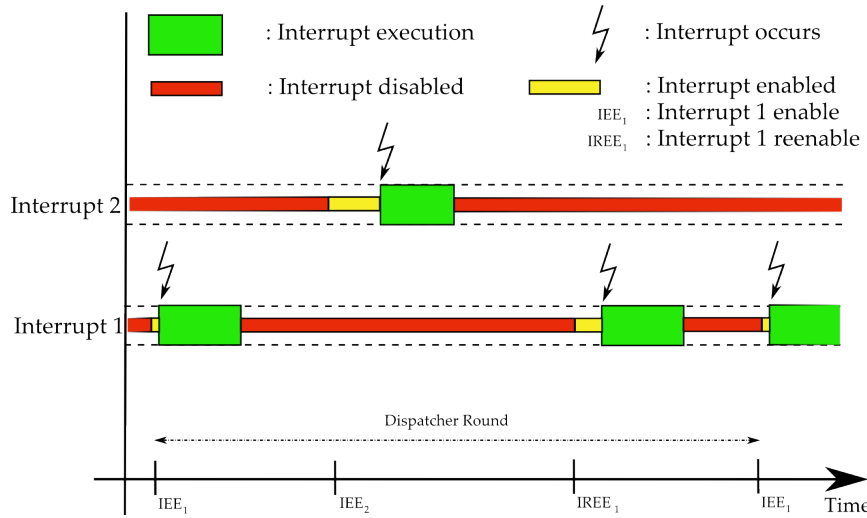 : Interrupt execution
: Interrupt occurs
: Interrupt disabled
: Interrupt enabled
IEE1 : Interrupt 1 enable
IREE1 : Interrupt 1 reenable
Interrupt 2
Interrupt 1
Dispatcher Round
IEE1
IEE2
IREE1
IEE1
Time